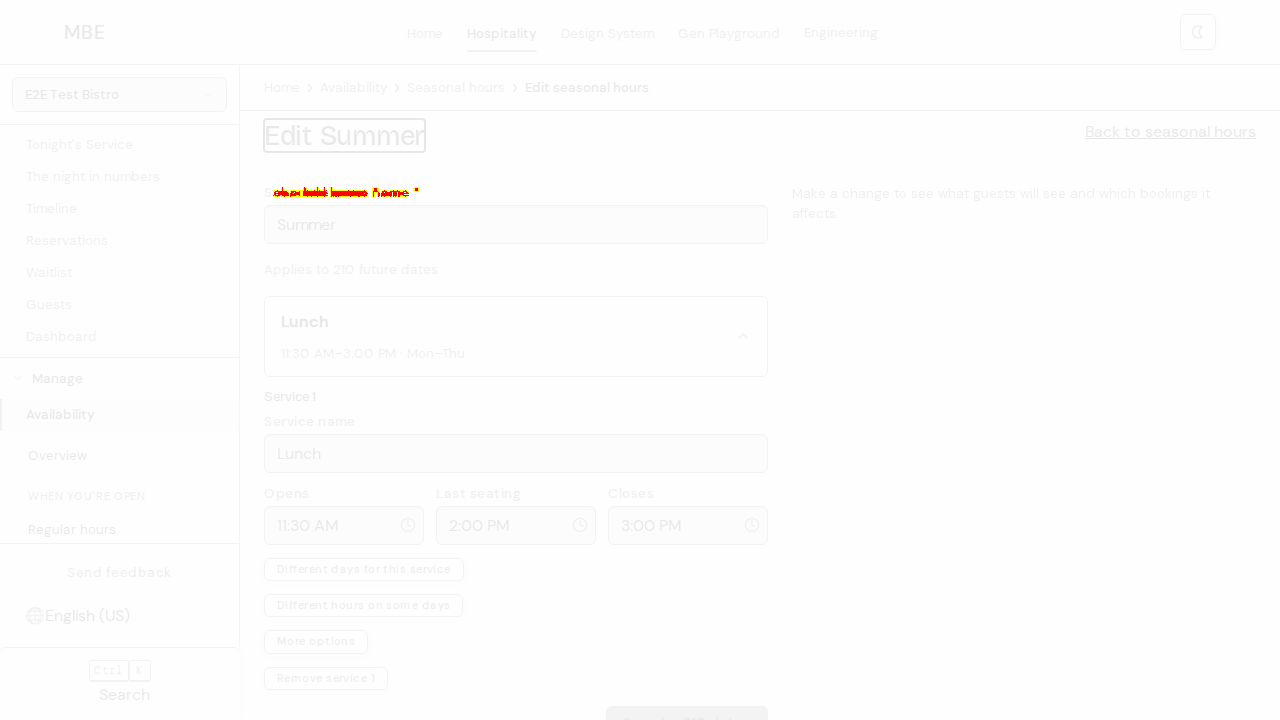 MBE
Home
Hospitality
Design System
Gen Playground
Engineering
E2E Test Bistro
Home > Availability > Seasonal hours > Edit seasonal hours
Tonight's Service
The night in numbers
Timeline
Reservations
Waitlist
Guests
Dashboard
Manage
Availability
Overview
WHEN YOU'RE OPEN
Regular hours
Send feedback
English (US)
Ctrl K
Search
Edit Summer
Back to seasonal hours
name *
Summer
Applies to 210 future dates
Lunch
11:30 AM–3:00 PM · Mon–Thu
Service 1
Service name
Lunch
Opens
Last seating
Closes
11:30 AM
2:00 PM
3:00 PM
Different days for this service
Different hours on some days
More options
Remove service 1
Make a change to see what guests will see and which bookings it
affects.